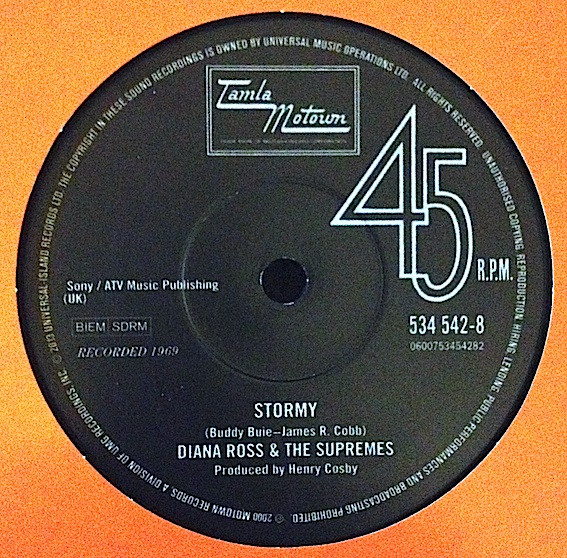 Tamla
Motown
45
R.P.M.
Sony / ATV Music Publishing
(UK)
BIEM SDRM
RECORDED 1969
534 542-8
0600753454282
STORMY
(Buddy Buie–James R. Cobb)
DIANA ROSS & THE SUPREMES
Produced by Henry Cosby
THE COPYRIGHT IN THESE SOUND RECORDINGS IS OWNED BY UNIVERSAL MUSIC OPERATIONS LTD. ALL RIGHTS RESERVED. UNAUTHORISED COPYING, REPRODUCTION, HIRING, LENDING, PUBLIC PERFORMANCES AND BROADCASTING PROHIBITED.
℗ 2000 MOTOWN RECORDS, A DIVISION OF UMG RECORDINGS, INC. © 2013 UNIVERSAL-ISLAND RECORDS LTD.